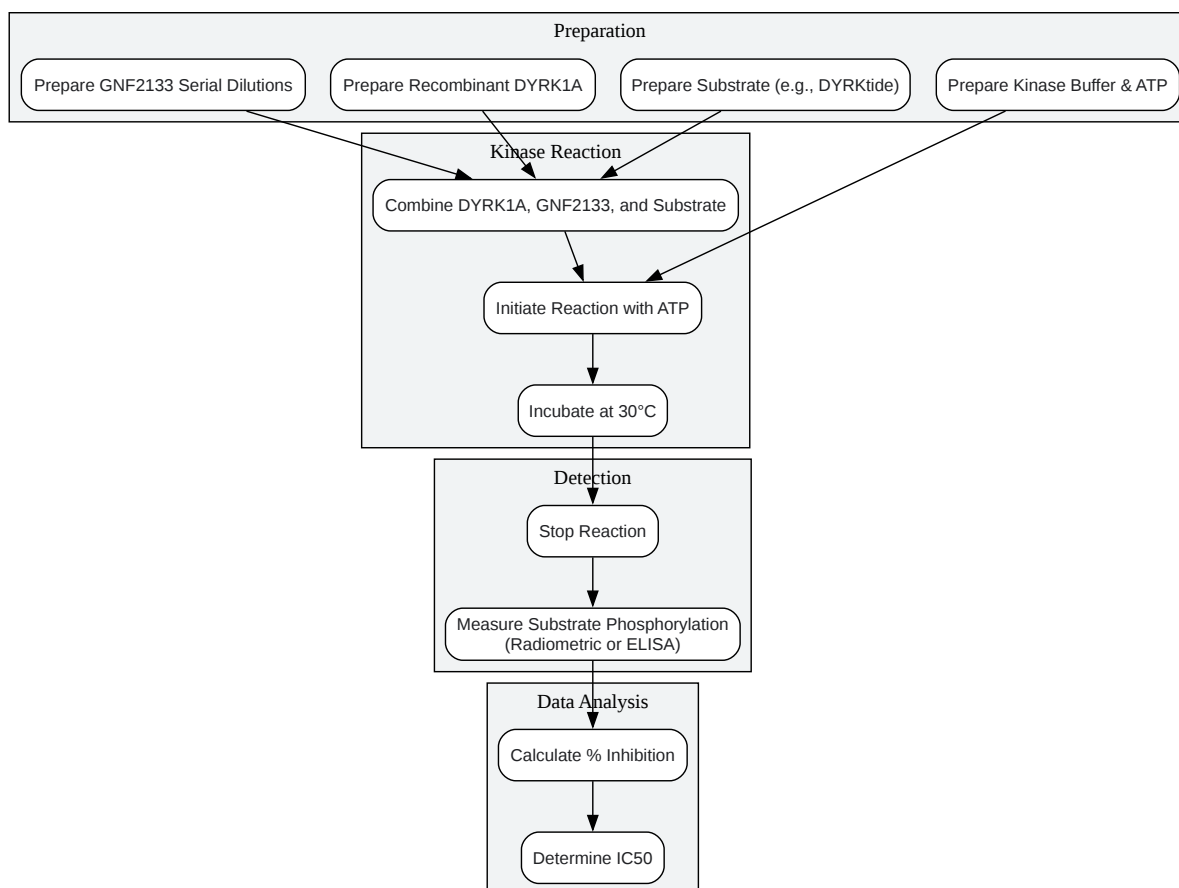 Preparation
Prepare GNF2133 Serial Dilutions
Prepare Recombinant DYRK1A
Prepare Substrate (e.g., DYRKtide)
Prepare Kinase Buffer & ATP
Kinase Reaction
Combine DYRK1A, GNF2133, and Substrate
Initiate Reaction with ATP
Incubate at 30°C
Detection
Stop Reaction
Measure Substrate Phosphorylation
(Radiometric or ELISA)
Data Analysis
Calculate % Inhibition
Determine IC50